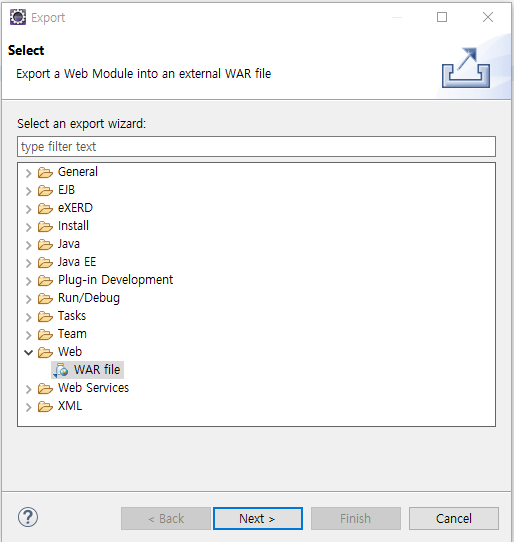 Export
Select
Export a Web Module into an external WAR file
Select an export wizard:
type filter text
General
EJB
eXERD
Install
Java
Java EE
Plug-in Development
Run/Debug
Tasks
Team
Web
WAR file
Web Services
XML
?
< Back
Next >
Finish
Cancel